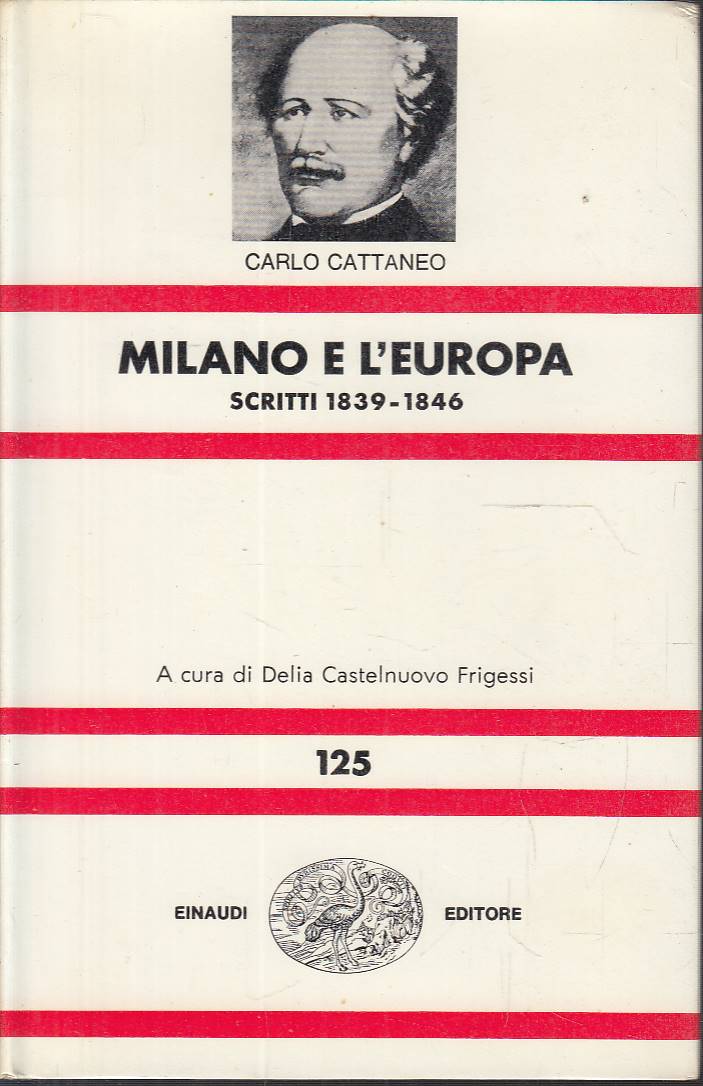 CARLO CATTANEO
MILANO E L'EUROPA
SCRITTI 1839-1846
A cura di Delia Castelnuovo Frigessi
125
EINAUDI EDITORE